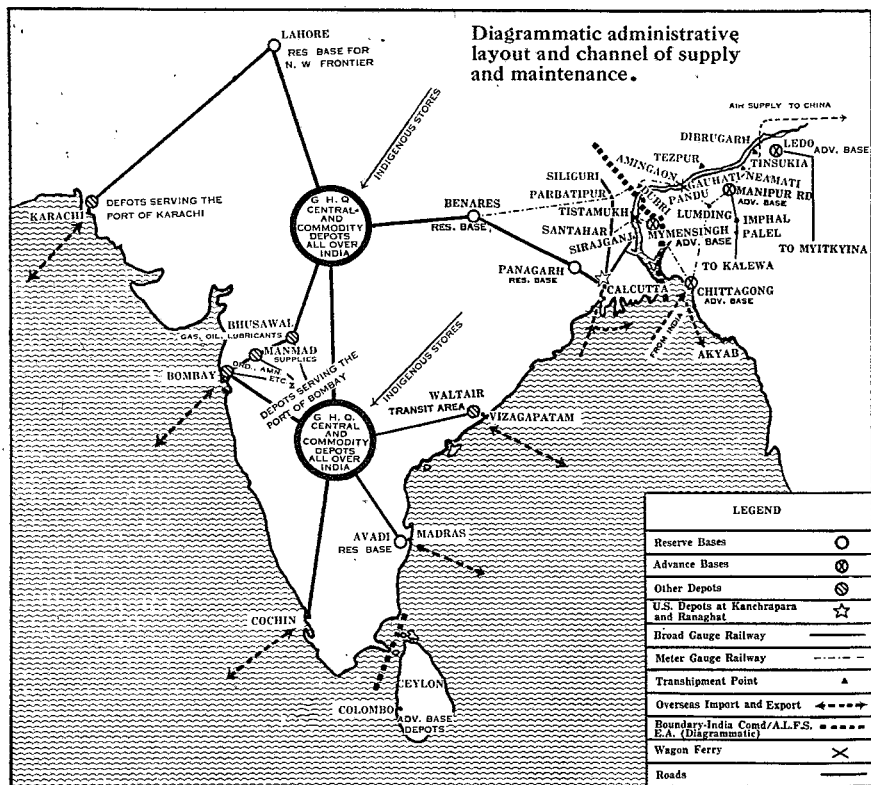 Diagrammatic administrative
layout and channel of supply
and maintenance.
LAHORE
RES BASE FOR
N. W FRONTIER
INDIGENOUS STORES
AIR SUPPLY TO CHINA
DIBRUGARH
LEDO
ADV. BASE
TINSUKIA
TEZPUR
AMINGAON
GAUHATI
NEAMATI
PANDU
DUBRI
SILIGURI
PARBATIPUR
TISTAMUKH
SANTAHAR
SIRAJGANJ
MANIPUR RD
ADV. BASE
LUMDING
IMPHAL
PALEL
MYMENSINGH
ADV. BASE
TO MYITKYINA
TO KALEWA
KARACHI
DEFOTS SERVING THE
PORT OF KARACHI
G H. Q
CENTRAL
AND
COMMODITY
DEPOTS
ALL OVER
INDIA
BENARES
RES. BASE
PANAGARH
RES. BASE
CALCUTTA
CHITTAGONG
ADV. BASE
FROM INDIA
AKYAB
BHUSAWAL
GAS, OIL, LUBRICANTS
MANMAD
SUPPLIES
BOMBAY
ORD., AMN.
ETC
DEPOTS SERVING THE
PORT OF BOMBAY
INDIGENOUS STORES
G H. Q.
CENTRAL
AND
COMMODITY
DEPOTS
ALL OVER
INDIA
WALTAIR
TRANSIT AREA
VIZAGAPATAM
AVADI
RES BASE
MADRAS
COCHIN
CEYLON
COLOMBO
ADV. BASE
DEPOTS
LEGEND
Reserve Bases
Advance Bases
Other Depots
U.S. Depots at Kanchrapara
and Ranaghat
Broad Gauge Railway
Meter Gauge Railway
Transhipment Point
Overseas Import and Export
Boundary-India Comd/A.L.F.S.
E.A. (Diagrammatic)
Wagon Ferry
Roads